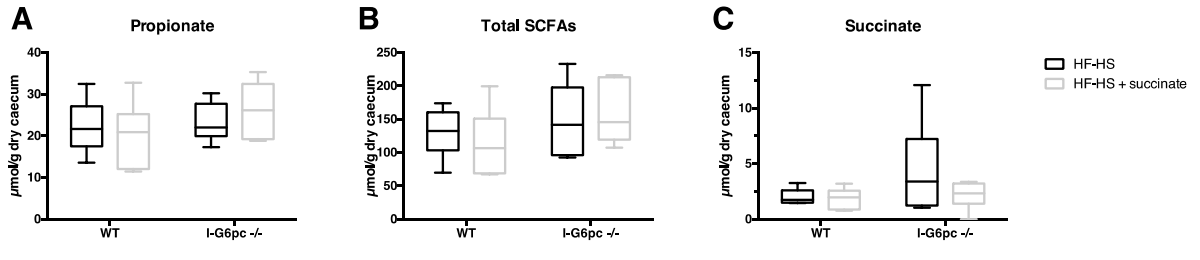 A
Propionate
µmol/g dry caecum
40
30
20
10
0
WT
I-G6pc -/-
B
Total SCFAs
µmol/g dry caecum
250
200
150
100
50
0
WT
I-G6pc -/-
C
Succinate
µmol/g dry caecum
15
10
5
0
WT
I-G6pc -/-
HF-HS
HF-HS + succinate